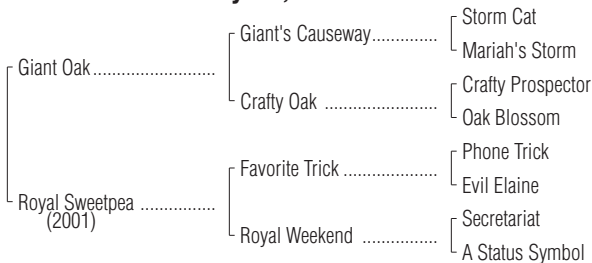 Storm Cat
Giant's Causeway..............
Mariah's Storm
Giant Oak..........................
Crafty Prospector
Crafty Oak ........................
Oak Blossom
Phone Trick
Favorite Trick ....................
Evil Elaine
Royal Sweetpea ................
(2001)
Secretariat
Royal Weekend ................
A Status Symbol